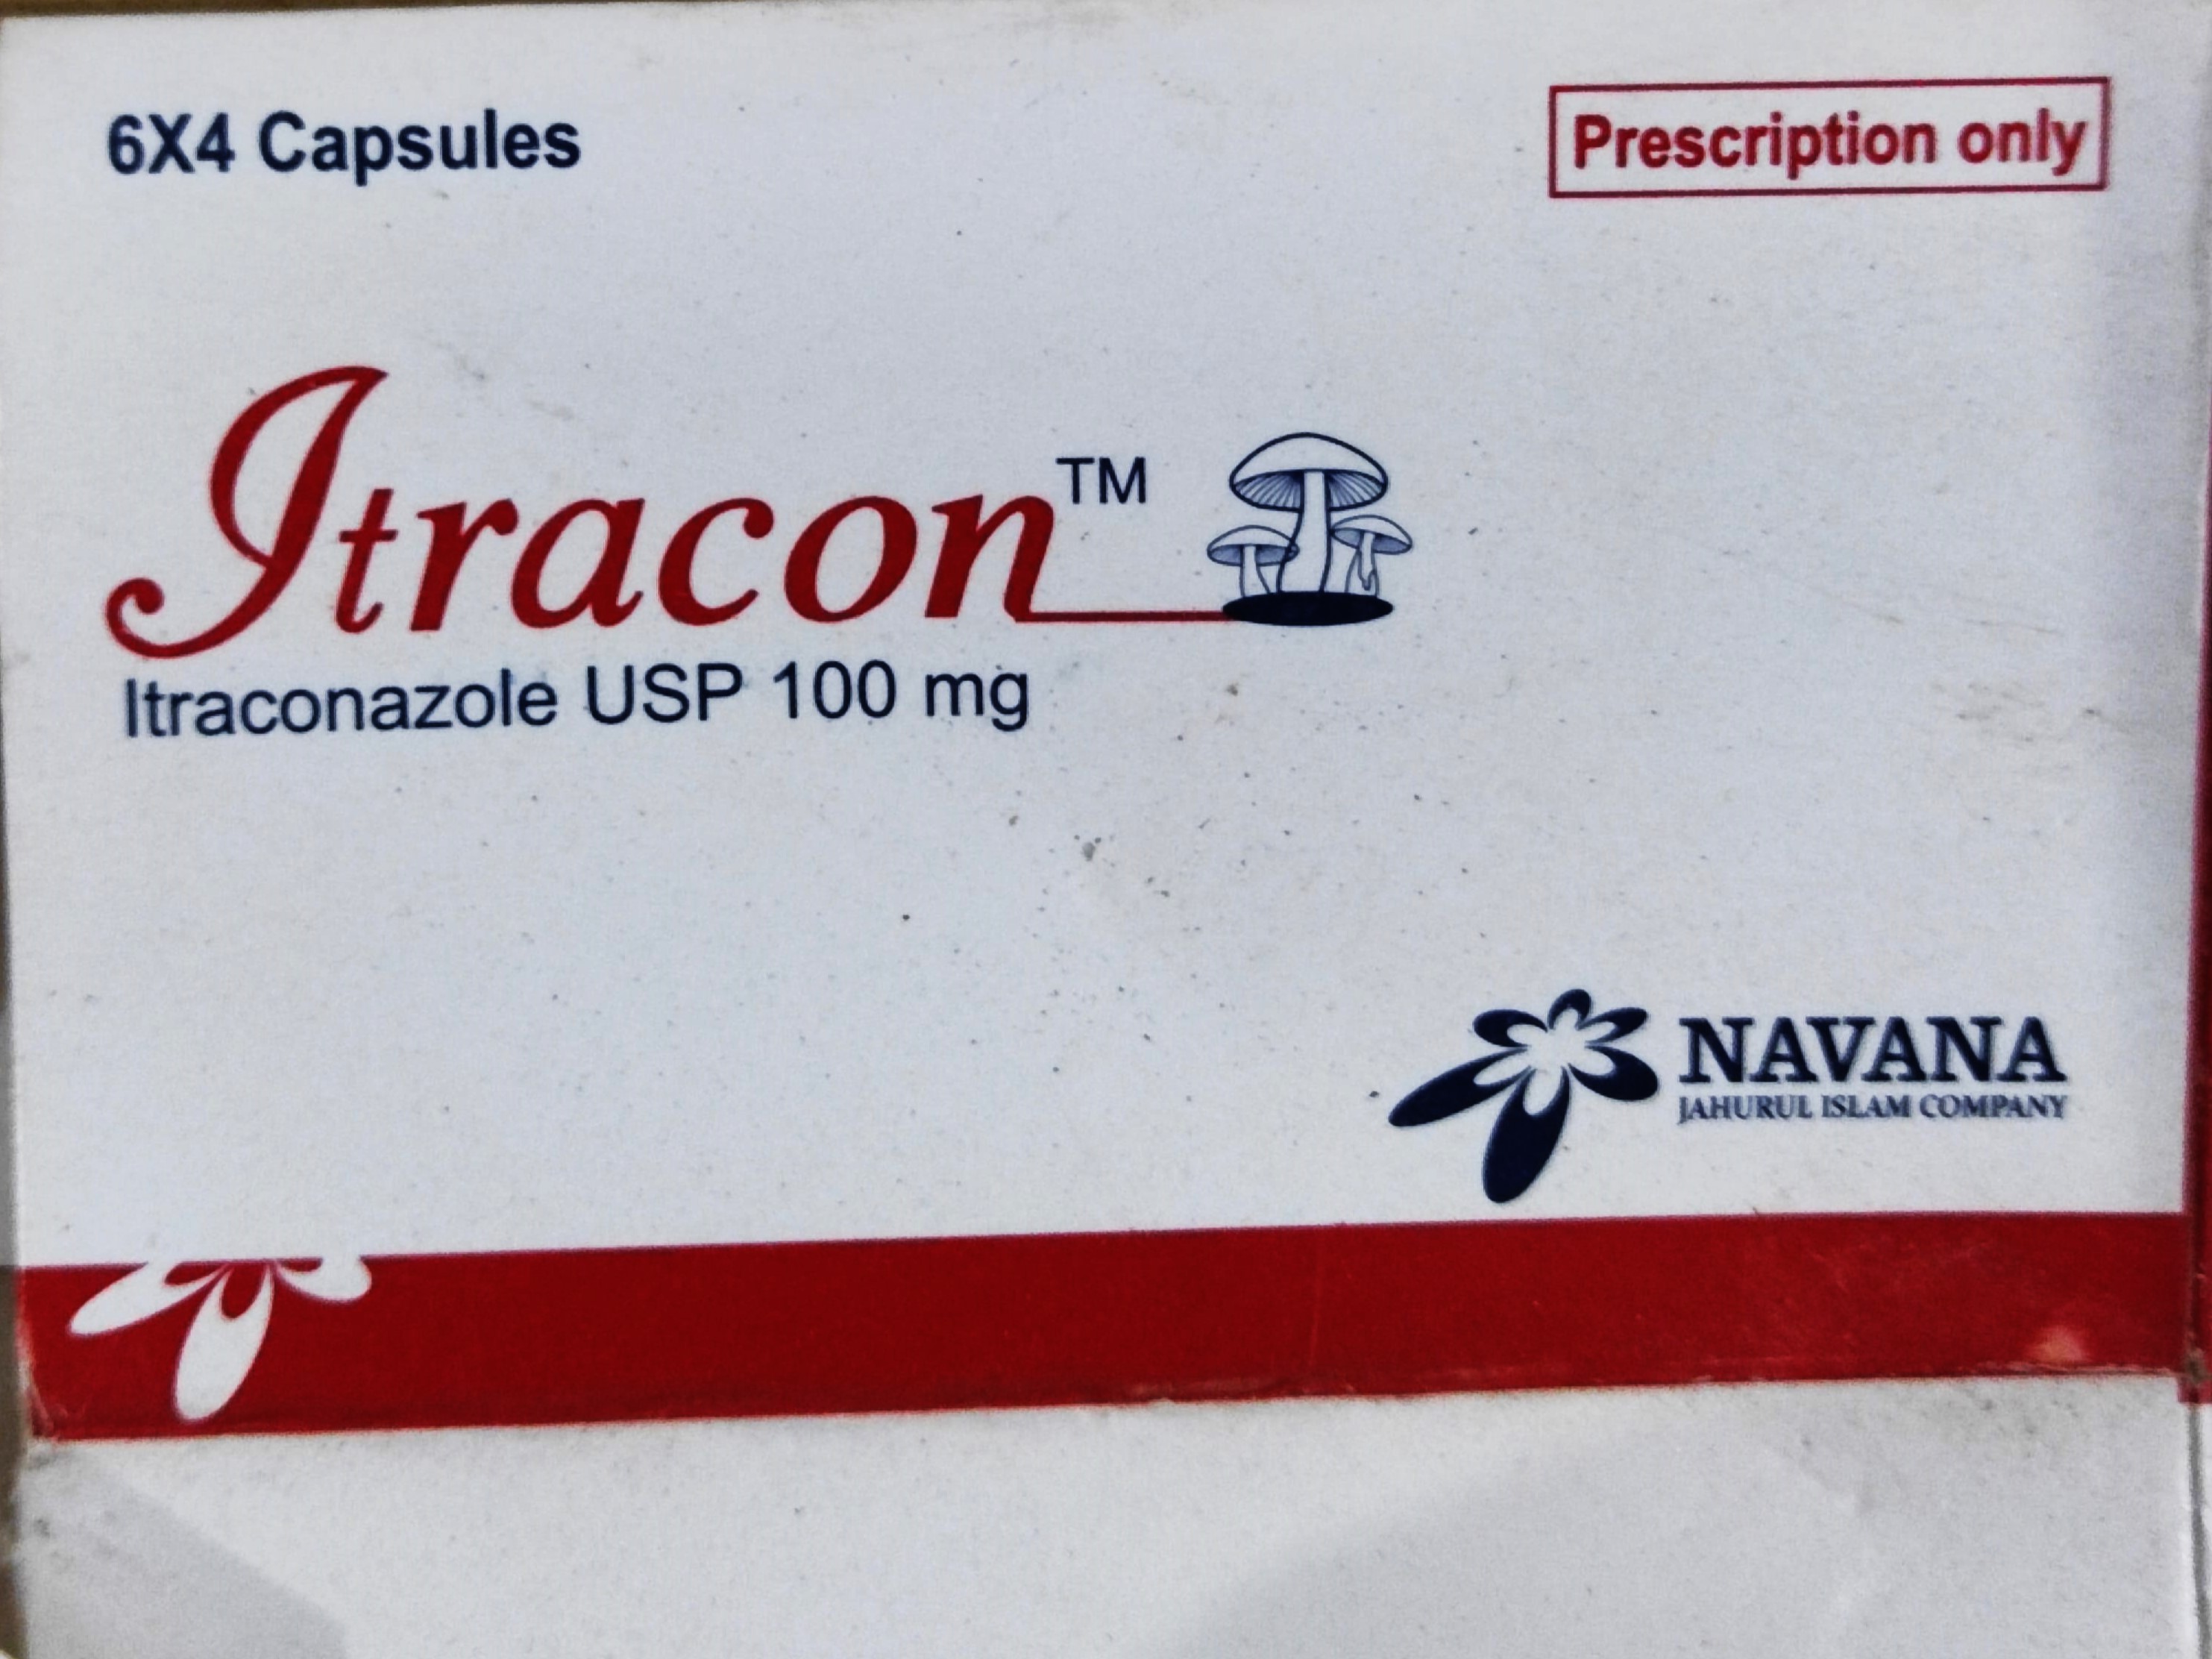 6X4 Capsules
Prescription only
Itracon™
Itraconazole USP 100 mg
NAVANA
JAHURUL ISLAM COMPANY